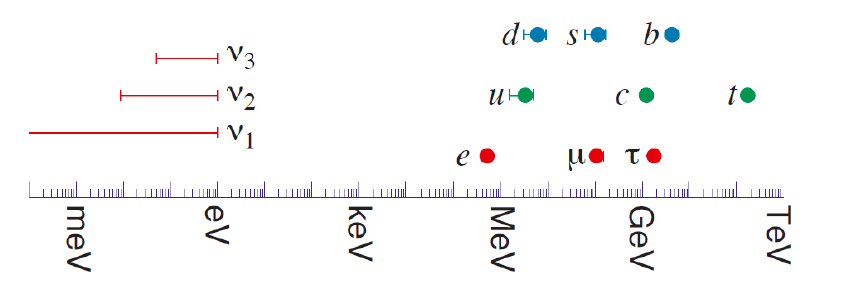 d s b
ν3
ν2 u c t
ν1
e μ τ
meV eV keV MeV GeV TeV